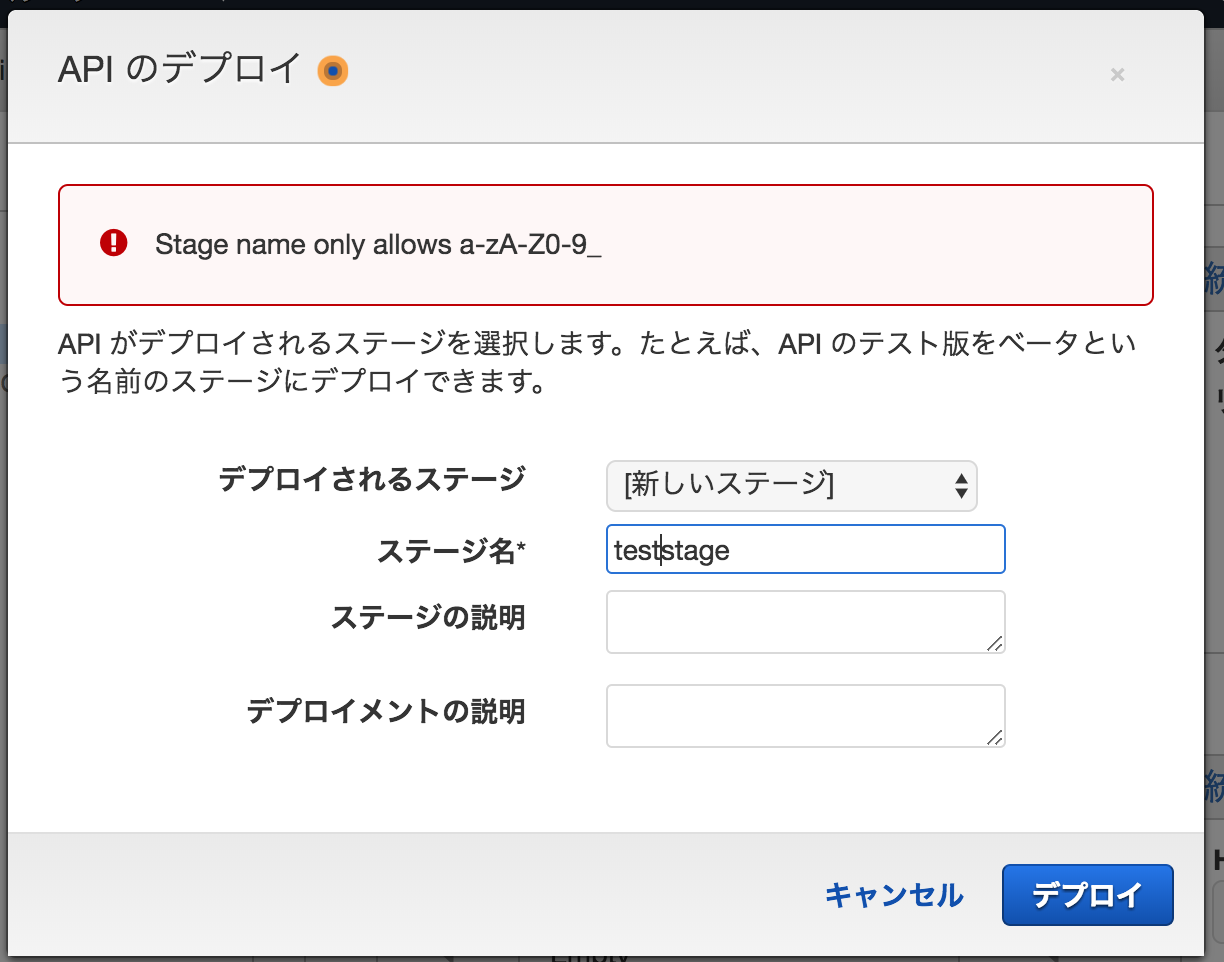 API のデプロイ
×
Stage name only allows a-zA-Z0-9_
API がデプロイされるステージを選択します。たとえば、API のテスト版をベータとい
う名前のステージにデプロイできます。
デプロイされるステージ
[新しいステージ]
ステージ名*
teststage
ステージの説明
デプロイメントの説明
キャンセル
デプロイ